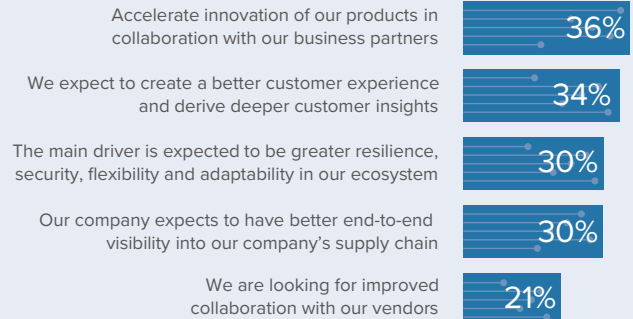 Accelerate innovation of our products in
collaboration with our business partners
36%
We expect to create a better customer experience
and derive deeper customer insights
34%
The main driver is expected to be greater resilience,
security, flexibility and adaptability in our ecosystem
30%
Our company expects to have better end-to-end
visibility into our company’s supply chain
30%
We are looking for improved
collaboration with our vendors
21%